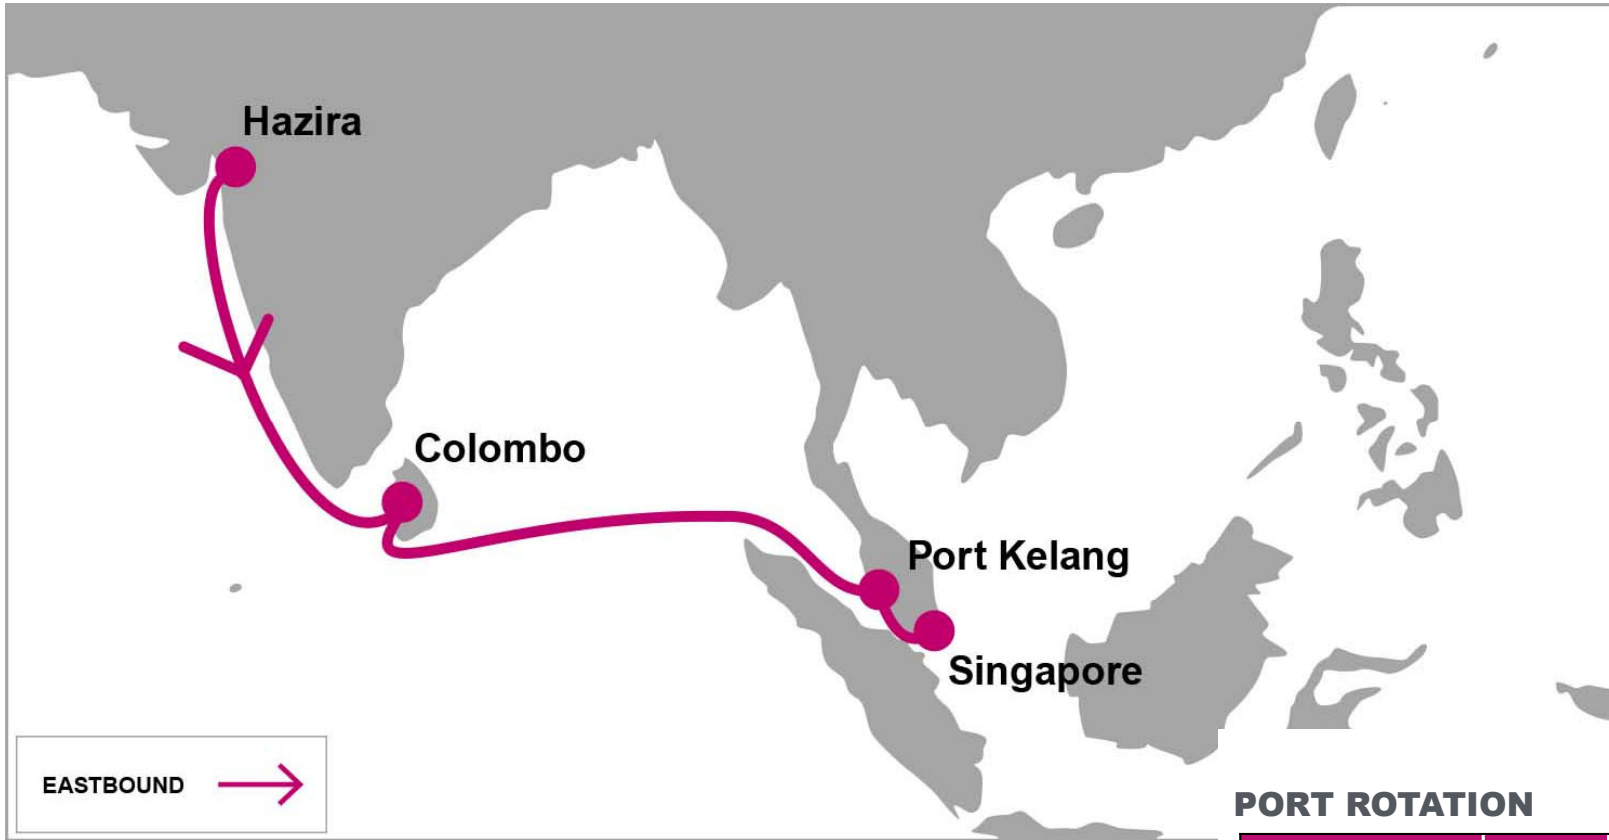 Hazira
Colombo
Port Kelang
Singapore
EASTBOUND
PORT ROTATION